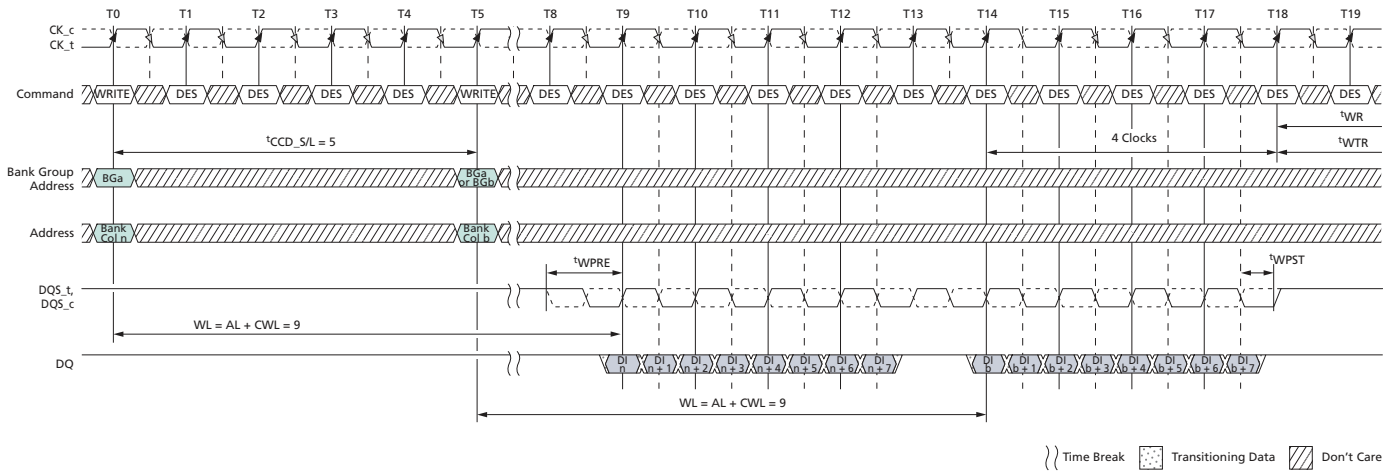 T0 T1 T2 T3 T4 T5 T8 T9 T10 T11 T12 T13 T14 T15 T16 T17 T18 T19
CK_c
CK_t
Command WRITE DES DES DES DES WRITE DES DES DES DES DES DES DES DES DES DES DES DES
tWR
tCCD_S/L = 5
4 Clocks
tWTR
Bank Group
Address
BGa
BGa
or BGb
Address
Bank
Col n
Bank
Col b
tWPRE
tWPST
DQS_t,
DQS_c
WL = AL + CWL = 9
DQ
DI
n
DI
n + 1
DI
n + 2
DI
n + 3
DI
n + 4
DI
n + 5
DI
n + 6
DI
n + 7
DI
b
DI
b + 1
DI
b + 2
DI
b + 3
DI
b + 4
DI
b + 5
DI
b + 6
DI
b + 7
WL = AL + CWL = 9
Time Break
Transitioning Data
Don't Care